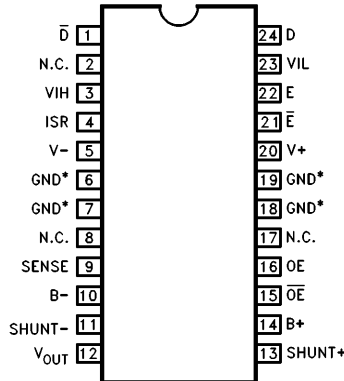 D̅ 1 24 D
N.C. 2 23 VIL
VIH 3 22 E
ISR 4 21 E̅
V- 5 20 V+
GND* 6 19 GND*
GND* 7 18 GND*
N.C. 8 17 N.C.
SENSE 9 16 OE
B- 10 15 O̅E̅
SHUNT- 11 14 B+
VOUT 12 13 SHUNT+